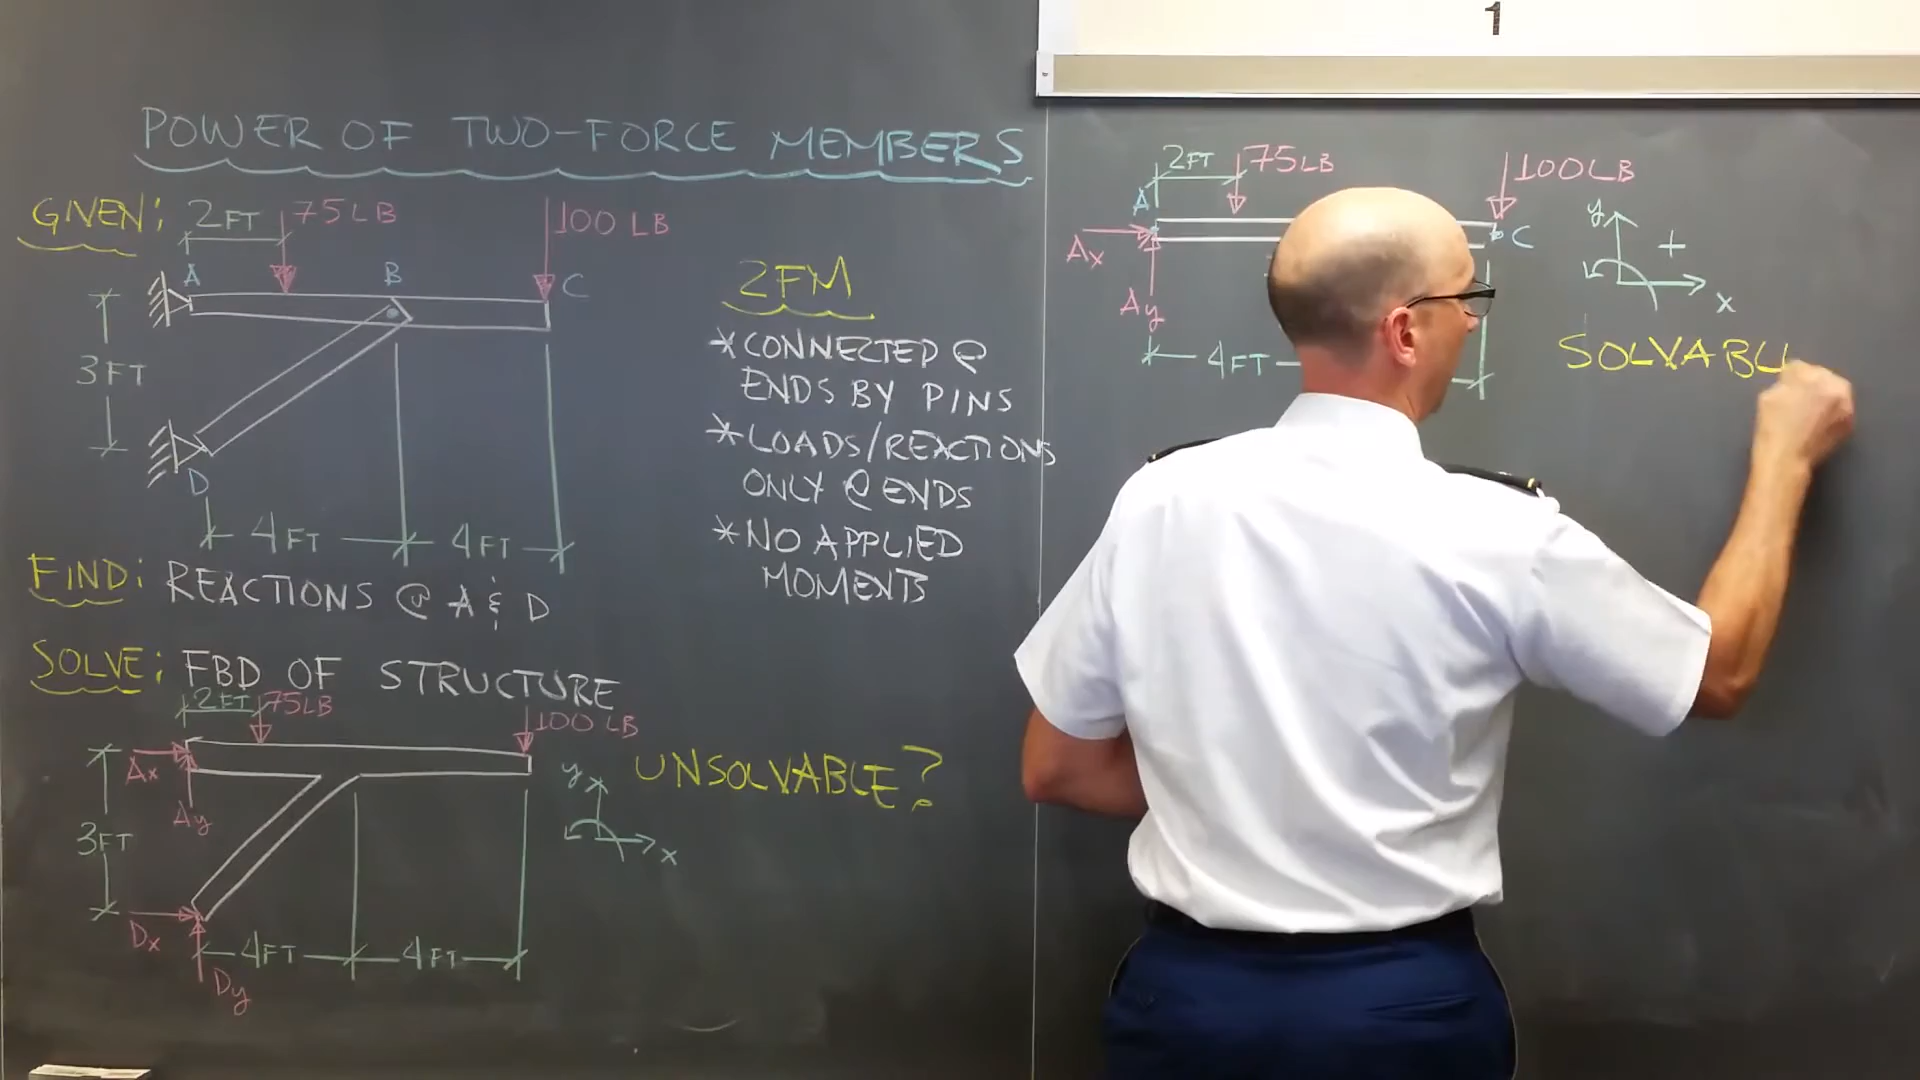 1
POWER OF TWO-FORCE MEMBERS
GIVEN:
2FT
75LB
100 LB
A
B
C
3FT
D
4FT
4FT
FIND: REACTIONS @ A & D
SOLVE: FBD OF STRUCTURE
2FT
75LB
100 LB
Ax
Ay
3FT
Dx
Dy
4FT
4FT
y
x
UNSOLVABLE?
2FM
* CONNECTED @
ENDS BY PINS
* LOADS/REACTIONS
ONLY @ ENDS
* NO APPLIED
MOMENTS
2FT
75LB
100LB
A
Ax
Ay
C
4FT
y
+
x
SOLVABL